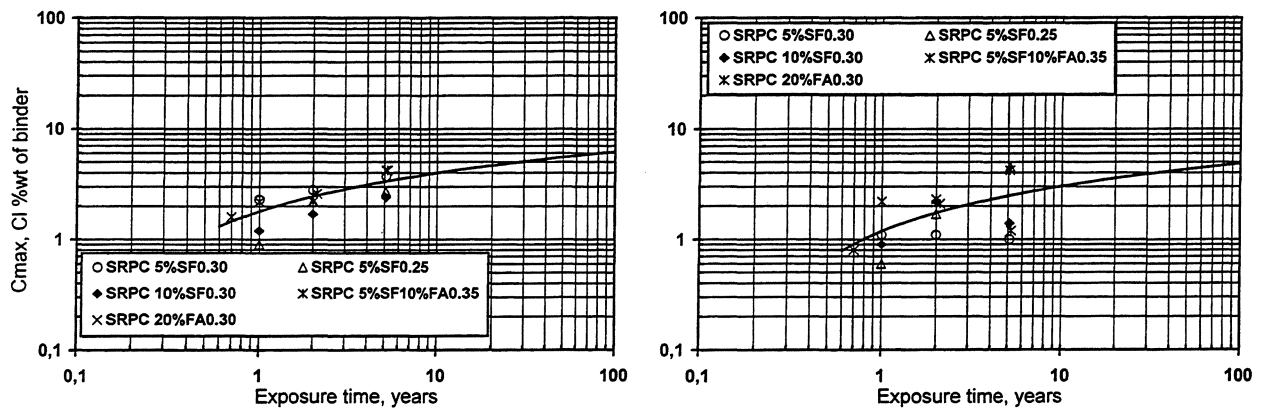 100
10
1
0,1
Cmax, Cl %wt of binder
SRPC 5%SF0.30
SRPC 5%SF0.25
SRPC 10%SF0.30
SRPC 5%SF10%FA0.35
SRPC 20%FA0.30
0,1 1 10 100
Exposure time, years
100
10
1
0,1
SRPC 5%SF0.30
SRPC 5%SF0.25
SRPC 10%SF0.30
SRPC 5%SF10%FA0.35
SRPC 20%FA0.30
0,1 1 10 100
Exposure time, years